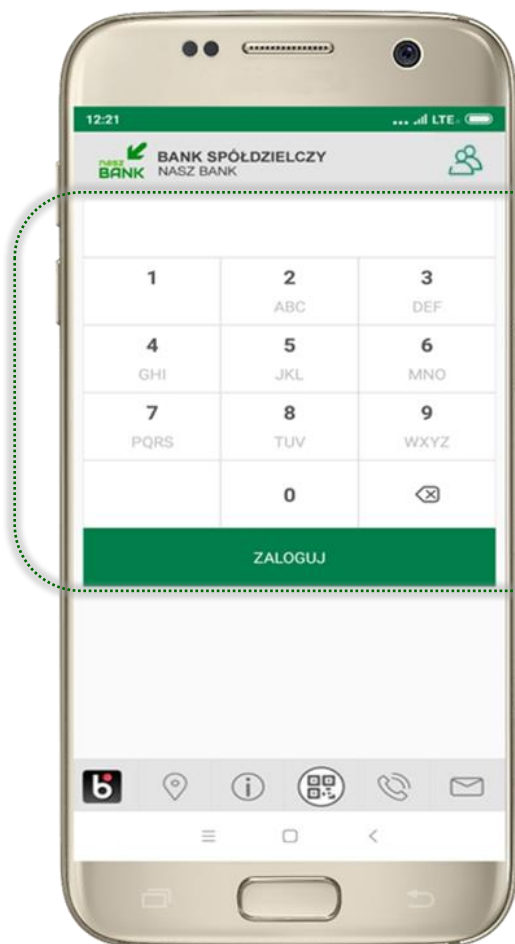 12:21 ... LTE
nasz BANK
BANK SPÓŁDZIELCZY
NASZ BANK
1 2 3
ABC DEF
4 5 6
GHI JKL MNO
7 8 9
PQRS TUV WXYZ
0
ZALOGUJ
b